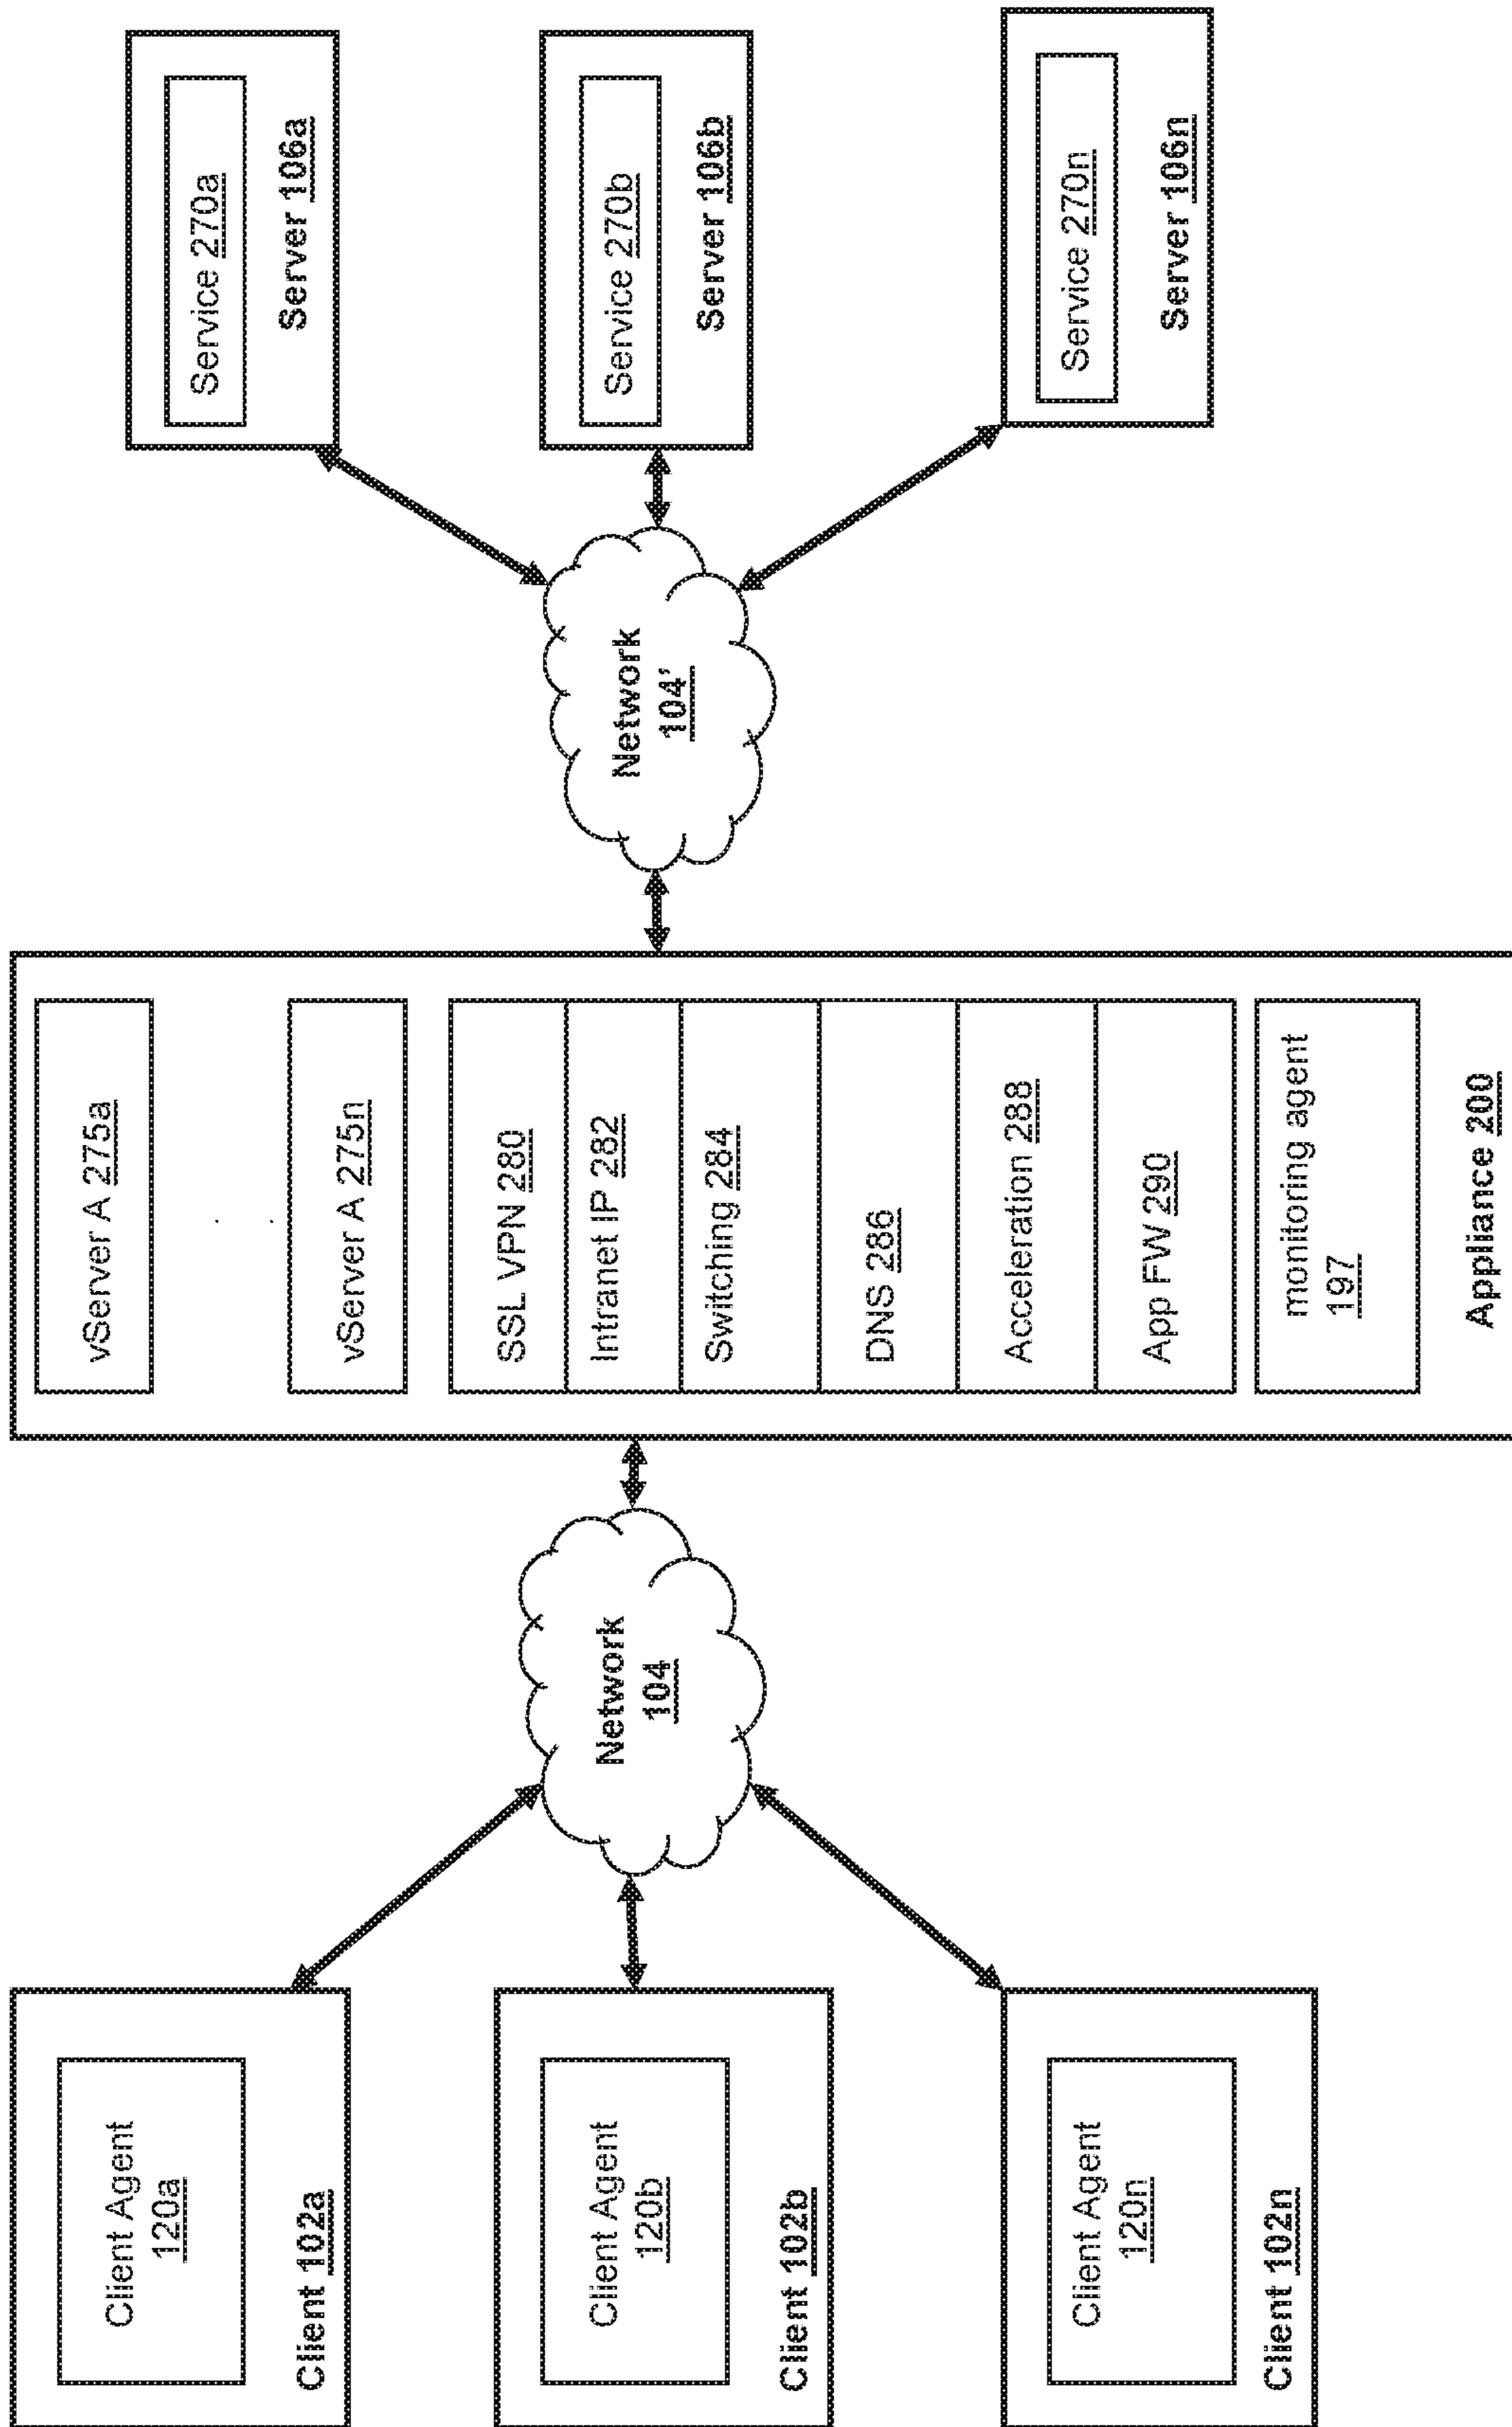 Client Agent
120a
Client 102a
Client Agent
120b
Client 102b
Client Agent
120n
Client 102n
Network
104
vServer A 275a
vServer A 275n
SSL VPN 280
Intranet IP 282
Switching 284
DNS 286
Acceleration 288
App FW 290
monitoring agent
197
Appliance 200
Network
104'
Service 270a
Server 106a
Service 270b
Server 106b
Service 270n
Server 106n